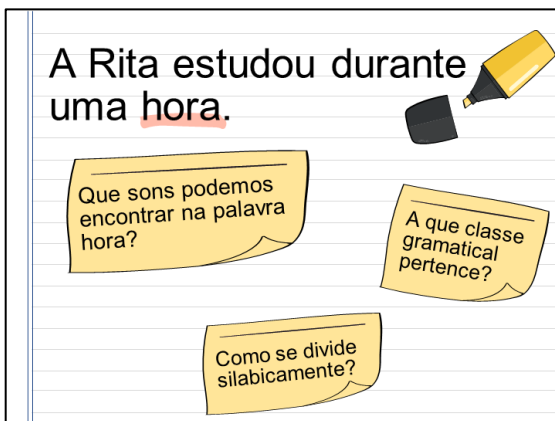 A Rita estudou durante
uma hora.
Que sons podemos
encontrar na palavra
hora?
A que classe
gramatical
pertence?
Como se divide
silabicamente?